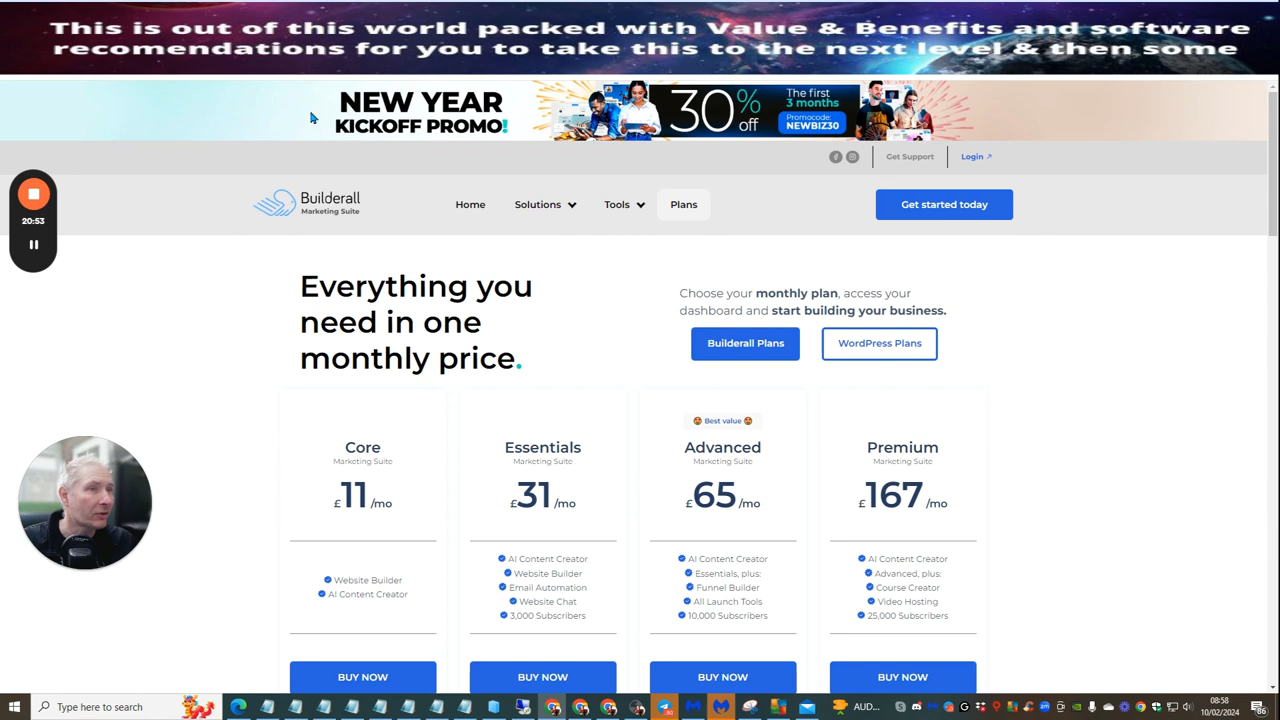 This is out of this world packed with Value & Benefits and software
recomendations for you to take this to the next level & then some
NEW YEAR
KICKOFF PROMO!
30% off
The first
3 months
Promocode:
NEWBIZ30
Get Support
Login
20:53
Builderall
Marketing Suite
Home
Solutions
Tools
Plans
Get started today
Everything you
need in one
monthly price.
Choose your monthly plan, access your
dashboard and start building your business.
Builderall Plans
WordPress Plans
Core
Marketing Suite
£11/mo
Website Builder
AI Content Creator
BUY NOW
Essentials
Marketing Suite
£31/mo
AI Content Creator
Website Builder
Email Automation
Website Chat
3,000 Subscribers
BUY NOW
Best value
Advanced
Marketing Suite
£65/mo
AI Content Creator
Essentials, plus:
Funnel Builder
All Launch Tools
10,000 Subscribers
BUY NOW
Premium
Marketing Suite
£167/mo
AI Content Creator
Advanced, plus:
Course Creator
Video Hosting
25,000 Subscribers
BUY NOW
Type here to search
AUD...
08:58
10/02/2024